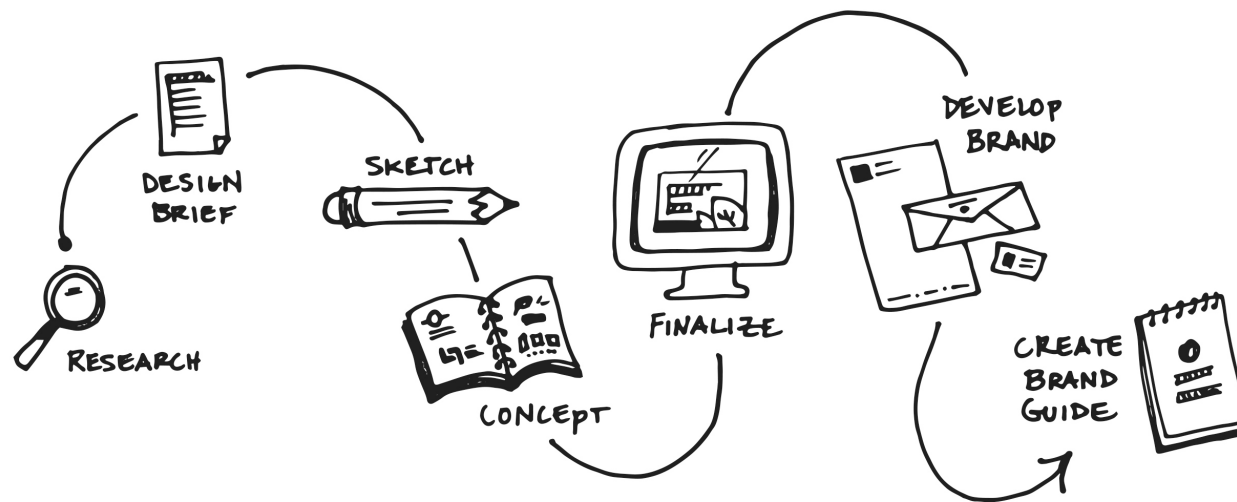 RESEARCH
DESIGN
BRIEF
SKETCH
CONCEPT
FINALIZE
DEVELOP
BRAND
CREATE
BRAND
GUIDE